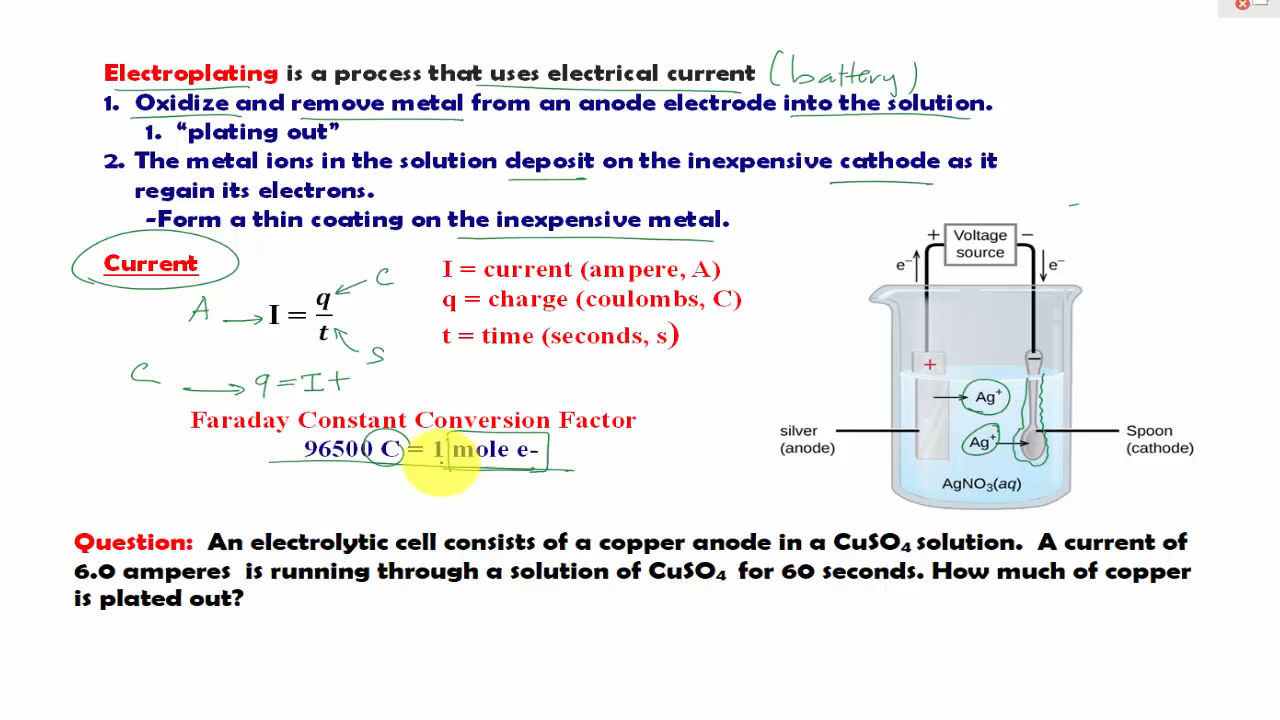 Electroplating is a process that uses electrical current (battery)
1. Oxidize and remove metal from an anode electrode into the solution.
1. “plating out”
2. The metal ions in the solution deposit on the inexpensive cathode as it
regain its electrons.
-Form a thin coating on the inexpensive metal.
Current
A → I = q/t
C
S
C → q = It
I = current (ampere, A)
q = charge (coulombs, C)
t = time (seconds, s)
Faraday Constant Conversion Factor
96500 C = 1 mole e-
+ Voltage −
source
e−
e−
+
−
Ag+
Ag+
silver
(anode)
Spoon
(cathode)
AgNO3(aq)
Question: An electrolytic cell consists of a copper anode in a CuSO4 solution. A current of
6.0 amperes is running through a solution of CuSO4 for 60 seconds. How much of copper
is plated out?